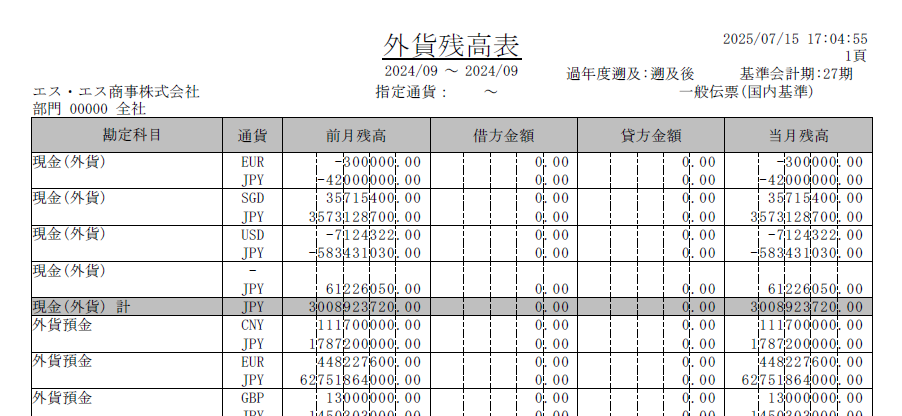 2025/07/15 17:04:55
外貨残高表
1頁
2024/09 ～ 2024/09
過年度遡及:遡及後 基準会計期:27期
エス・エス商事株式会社 指定通貨: ～ 一般伝票(国内基準)
部門 00000 全社
勘定科目 通貨 前月残高 借方金額 貸方金額 当月残高
現金(外貨) EUR -300000.00 0.00 0.00 -300000.00
JPY -42000000.00 0.00 0.00 -42000000.00
現金(外貨) SGD 35715400.00 0.00 0.00 35715400.00
JPY 3573128700.00 0.00 0.00 3573128700.00
現金(外貨) USD -7124322.00 0.00 0.00 -7124322.00
JPY -583431030.00 0.00 0.00 -583431030.00
現金(外貨) -
JPY 61226050.00 0.00 0.00 61226050.00
現金(外貨) 計 JPY 3008923720.00 0.00 0.00 3008923720.00
外貨預金 CNY 111700000.00 0.00 0.00 111700000.00
JPY 1787200000.00 0.00 0.00 1787200000.00
外貨預金 EUR 448227600.00 0.00 0.00 448227600.00
JPY 62751864000.00 0.00 0.00 62751864000.00
外貨預金 GBP 13000000.00 0.00 0.00 13000000.00